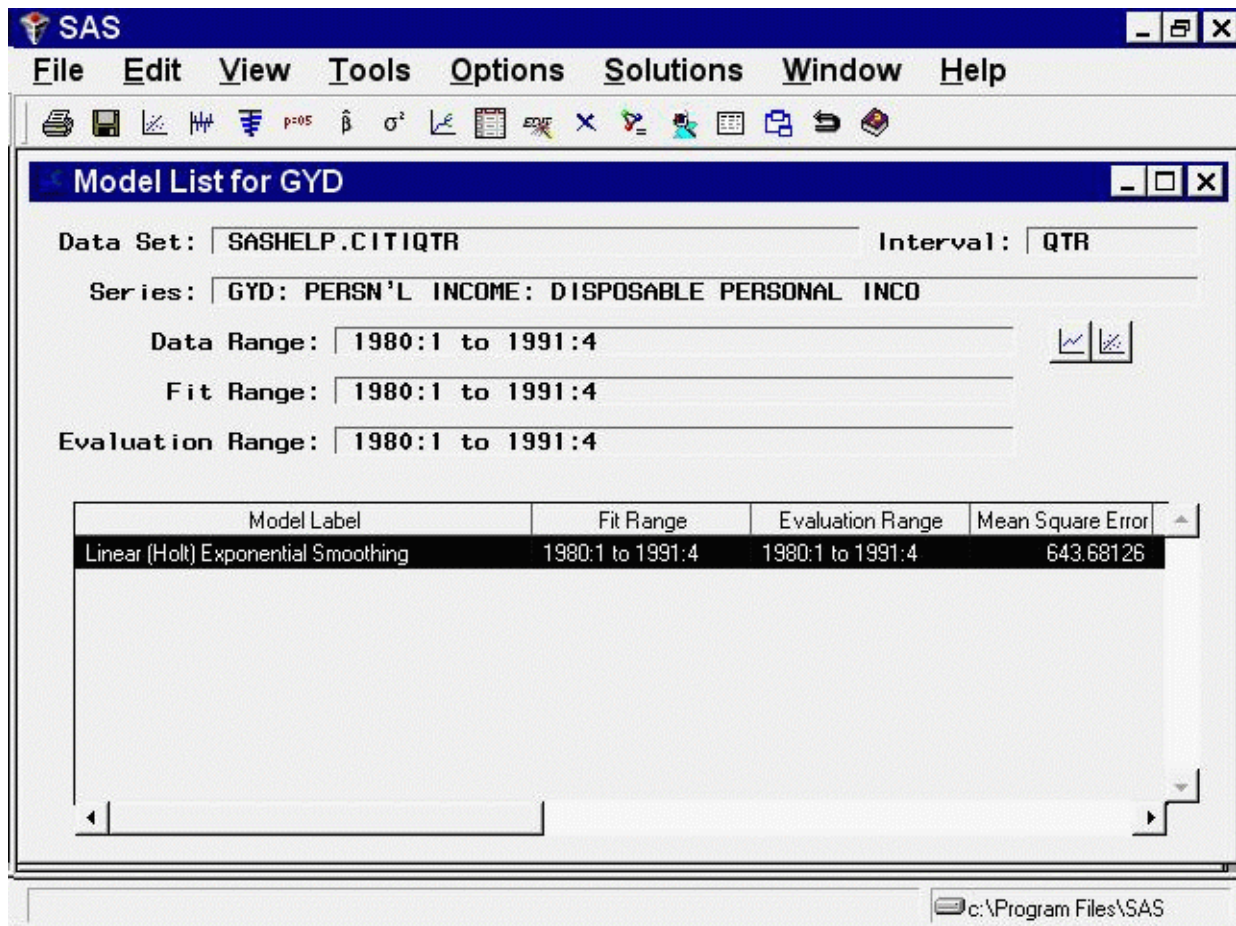 SAS
File Edit View Tools Options Solutions Window Help
p=05 β̂ σ² EDIT
Model List for GYD
Data Set: SASHELP.CITIQTR Interval: QTR
Series: GYD: PERSN'L INCOME: DISPOSABLE PERSONAL INCO
Data Range: 1980:1 to 1991:4
Fit Range: 1980:1 to 1991:4
Evaluation Range: 1980:1 to 1991:4
Model Label Fit Range Evaluation Range Mean Square Error
Linear (Holt) Exponential Smoothing 1980:1 to 1991:4 1980:1 to 1991:4 643.68126
c:\Program Files\SAS